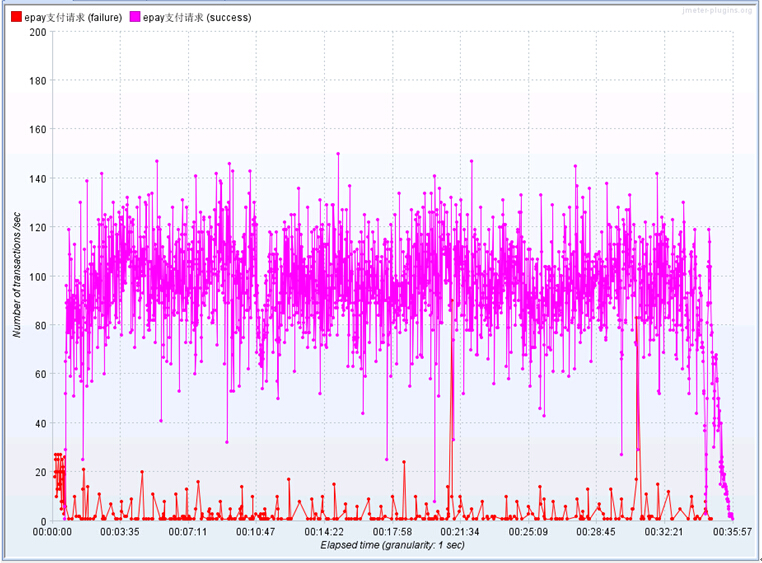 jmeter-plugins.org
epay支付请求 (failure) epay支付请求 (success)
200
180
160
140
120
100
80
60
40
20
0
Number of transactions /sec
00:00:00 00:03:35 00:07:11 00:10:47 00:14:22 00:17:58 00:21:34 00:25:09 00:28:45 00:32:21 00:35:57
Elapsed time (granularity: 1 sec)